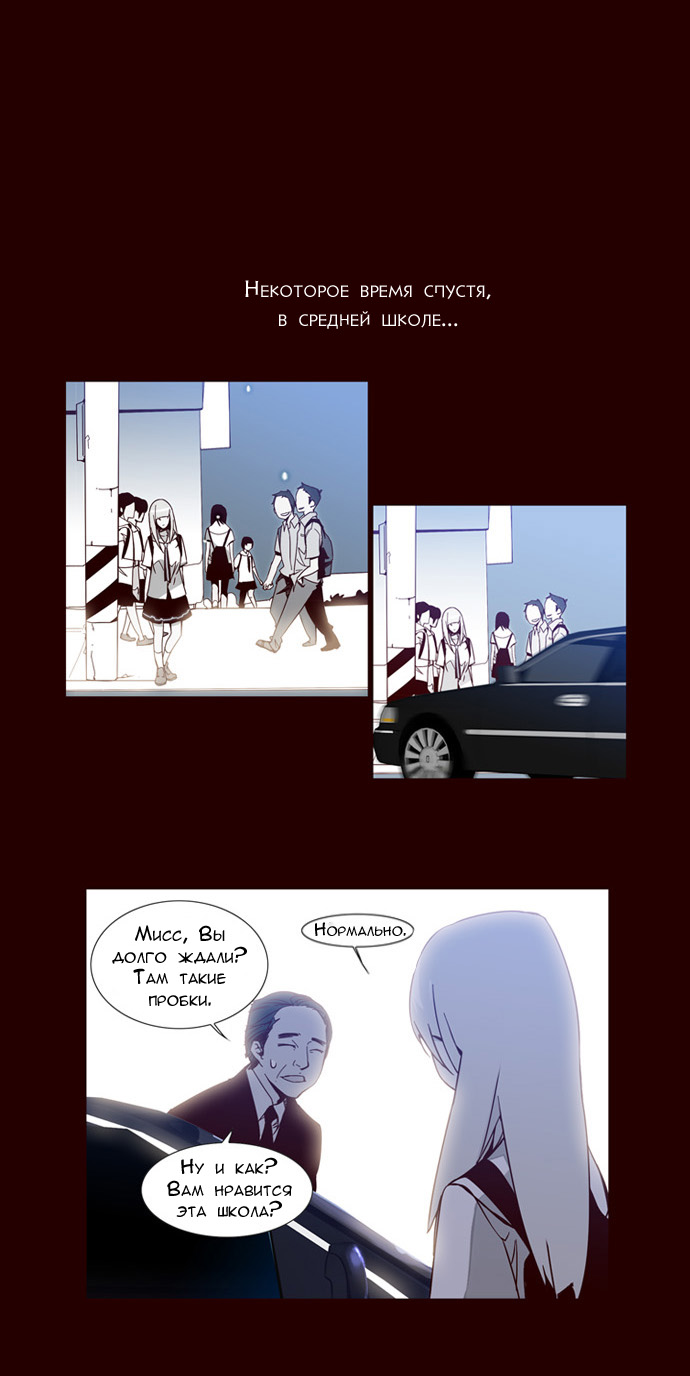 Некоторое время спустя,
в средней школе...
Мисс, Вы
долго ждали?
Там такие
пробки.
Нормально.
Ну и как?
Вам нравится
эта школа?